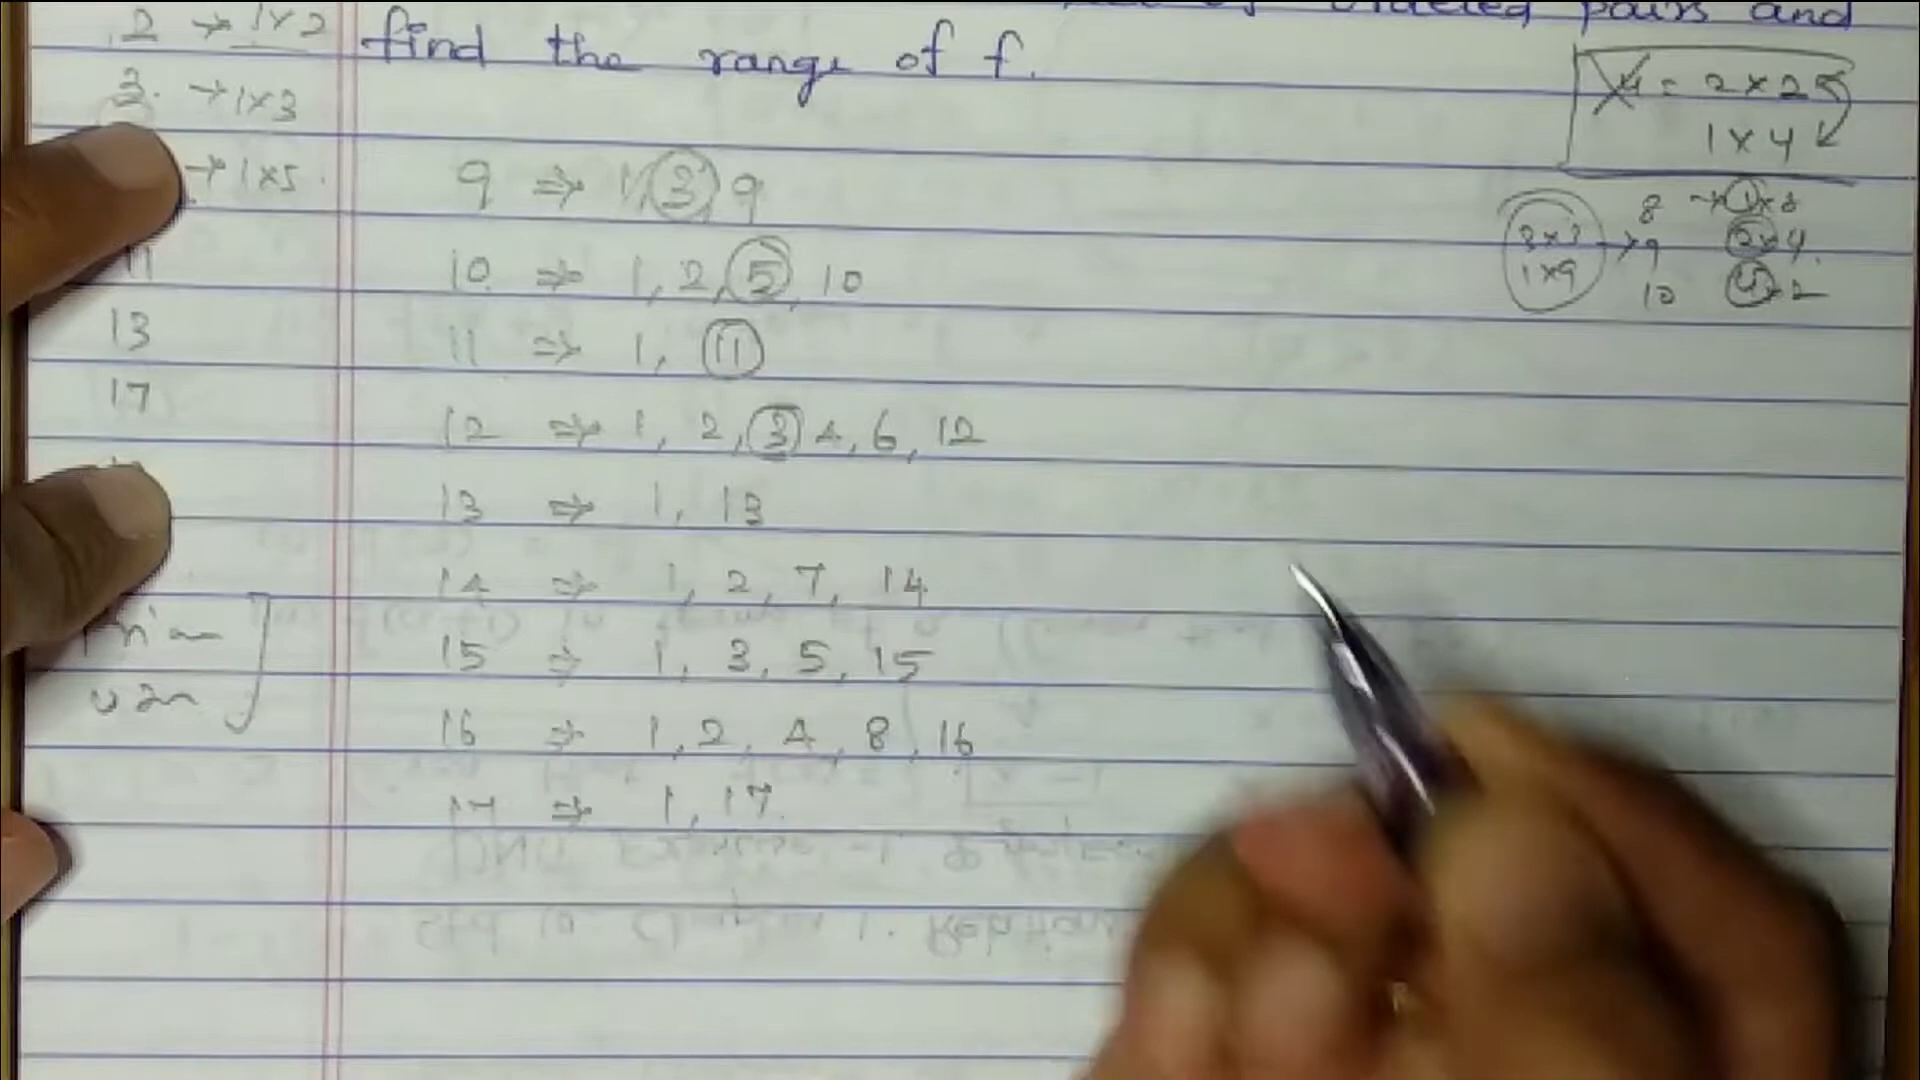 pairs and
find the range of f.
2 → 1×2
3. → 1×3
→ 1×5.
11
13
17
9 ⇒ 1, 3, 9
10 ⇒ 1, 2, 5, 10
11 ⇒ 1, 11
12 ⇒ 1, 2, 3, 4, 6, 12
13 ⇒ 1, 13
14 ⇒ 1, 2, 7, 14
15 ⇒ 1, 3, 5, 15
16 ⇒ 1, 2, 4, 8, 16
17 ⇒ 1, 17
4 = 2×2
1×4
8 → 1×8
3×3 → 9 2×4
1×9 10 4×2